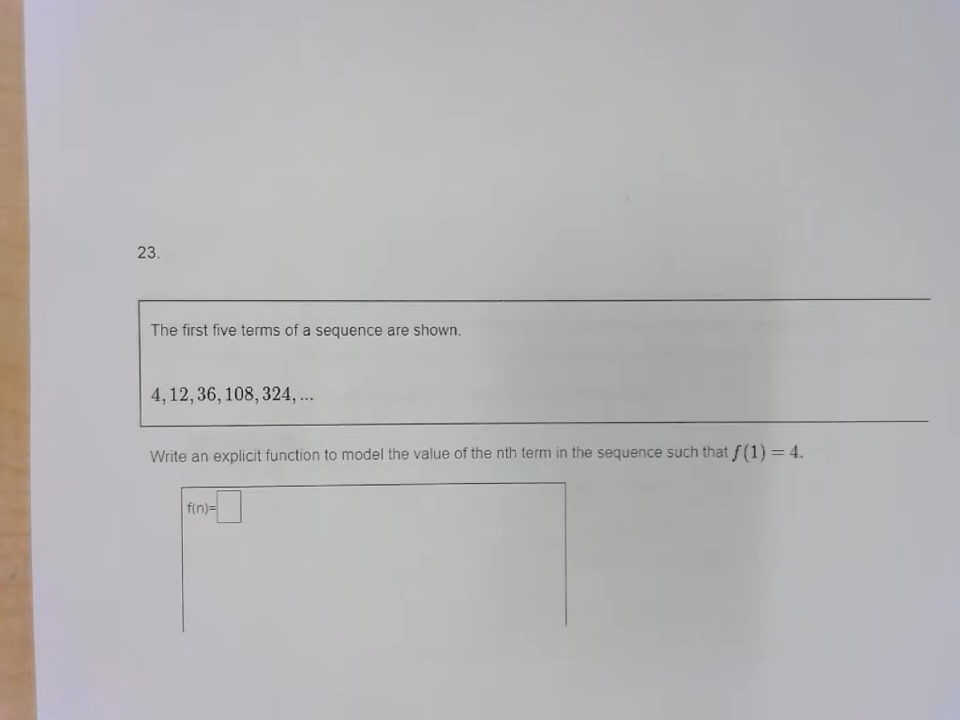 23.
The first five terms of a sequence are shown.
4, 12, 36, 108, 324, ...
Write an explicit function to model the value of the nth term in the sequence such that f(1) = 4.
f(n)=